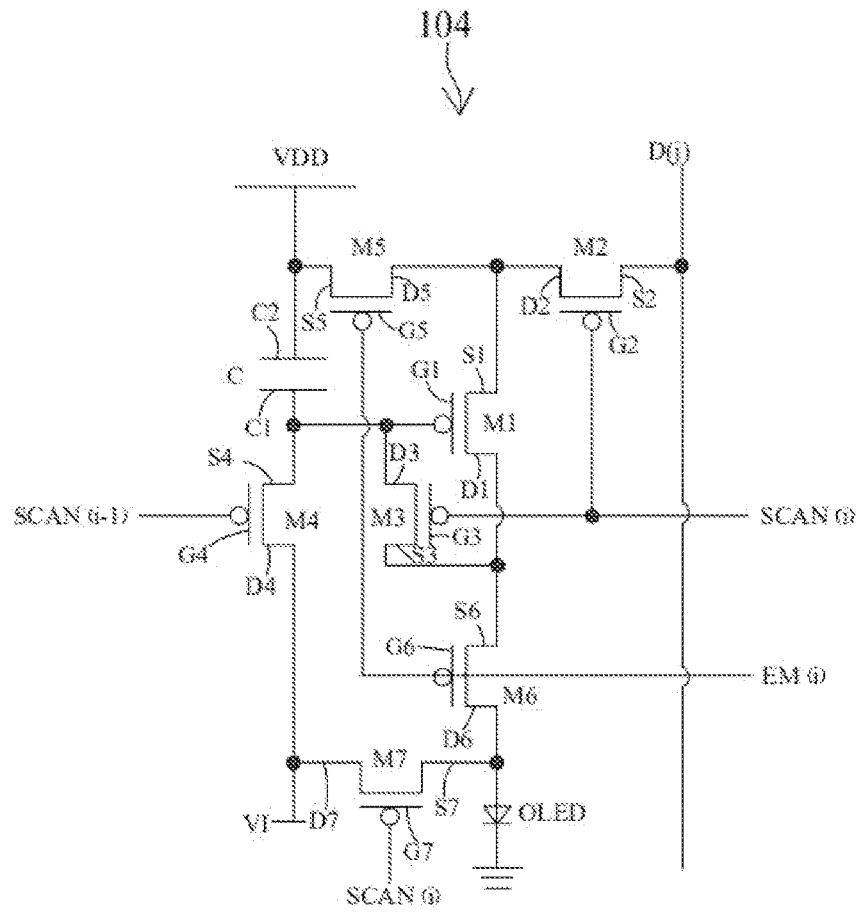 104
VDD
D(j)
M5
M2
S5
D5
G5
D2
S2
G2
C2
C
C1
G1
S1
M1
D1
S4
D3
SCAN (i-1)
M4
M3
SCAN (i)
G4
G3
D4
S3
S6
G6
EM (i)
M6
D6
M7
VI
D7
S7
OLED
G7
SCAN (i)